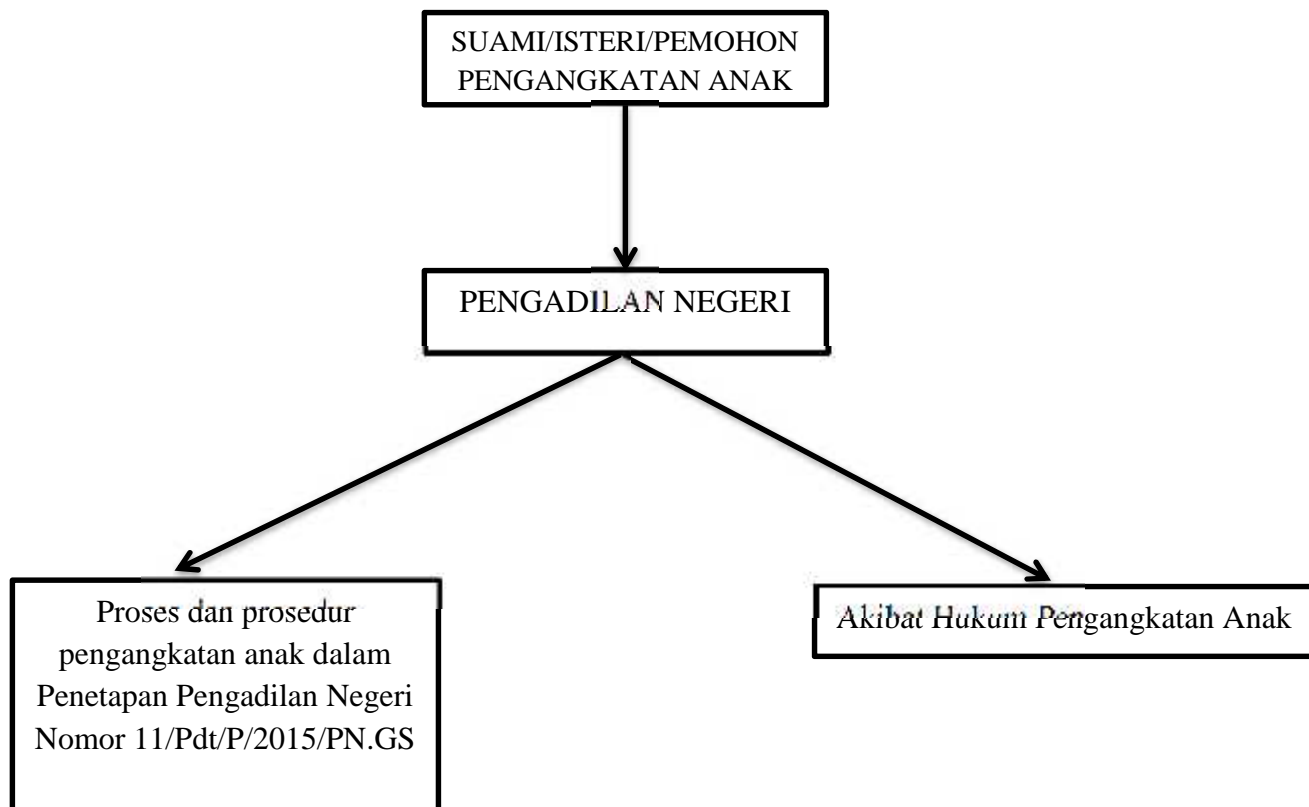 SUAMI/ISTERI/PEMOHON
PENGANGKATAN ANAK
PENGADILAN NEGERI
Proses dan prosedur
pengangkatan anak dalam
Penetapan Pengadilan Negeri
Nomor 11/Pdt/P/2015/PN.GS
Akibat Hukum Pengangkatan Anak